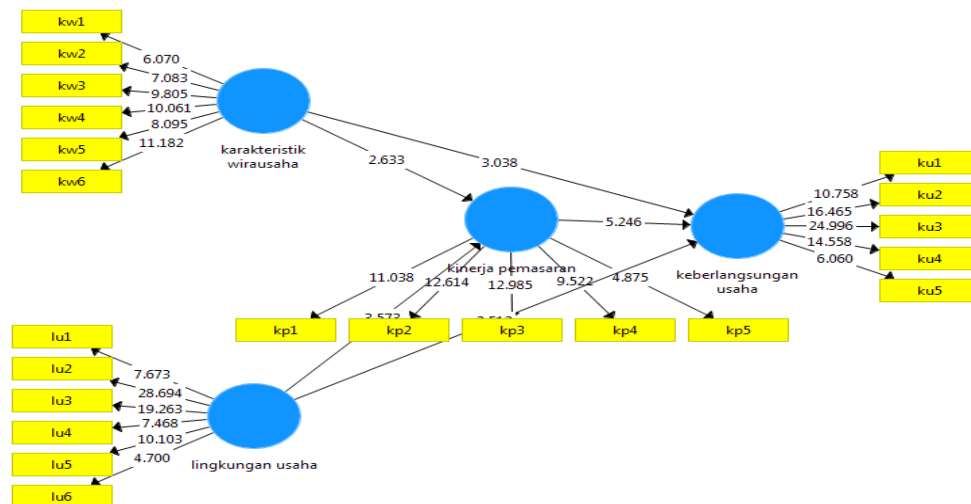 kw1
kw2
kw3
kw4
kw5
kw6
6.070
7.083
9.805
10.061
8.095
11.182
karakteristik
wirausaha
2.633
3.038
5.246
kinerja pemasaran
keberlangsungan
usaha
10.758
16.465
24.996
14.558
6.060
ku1
ku2
ku3
ku4
ku5
11.038
12.614
12.985
9.522
4.875
3.573
kp1
kp2
kp3
kp4
kp5
lu1
lu2
lu3
lu4
lu5
lu6
7.673
28.694
19.263
7.468
10.103
4.700
lingkungan usaha